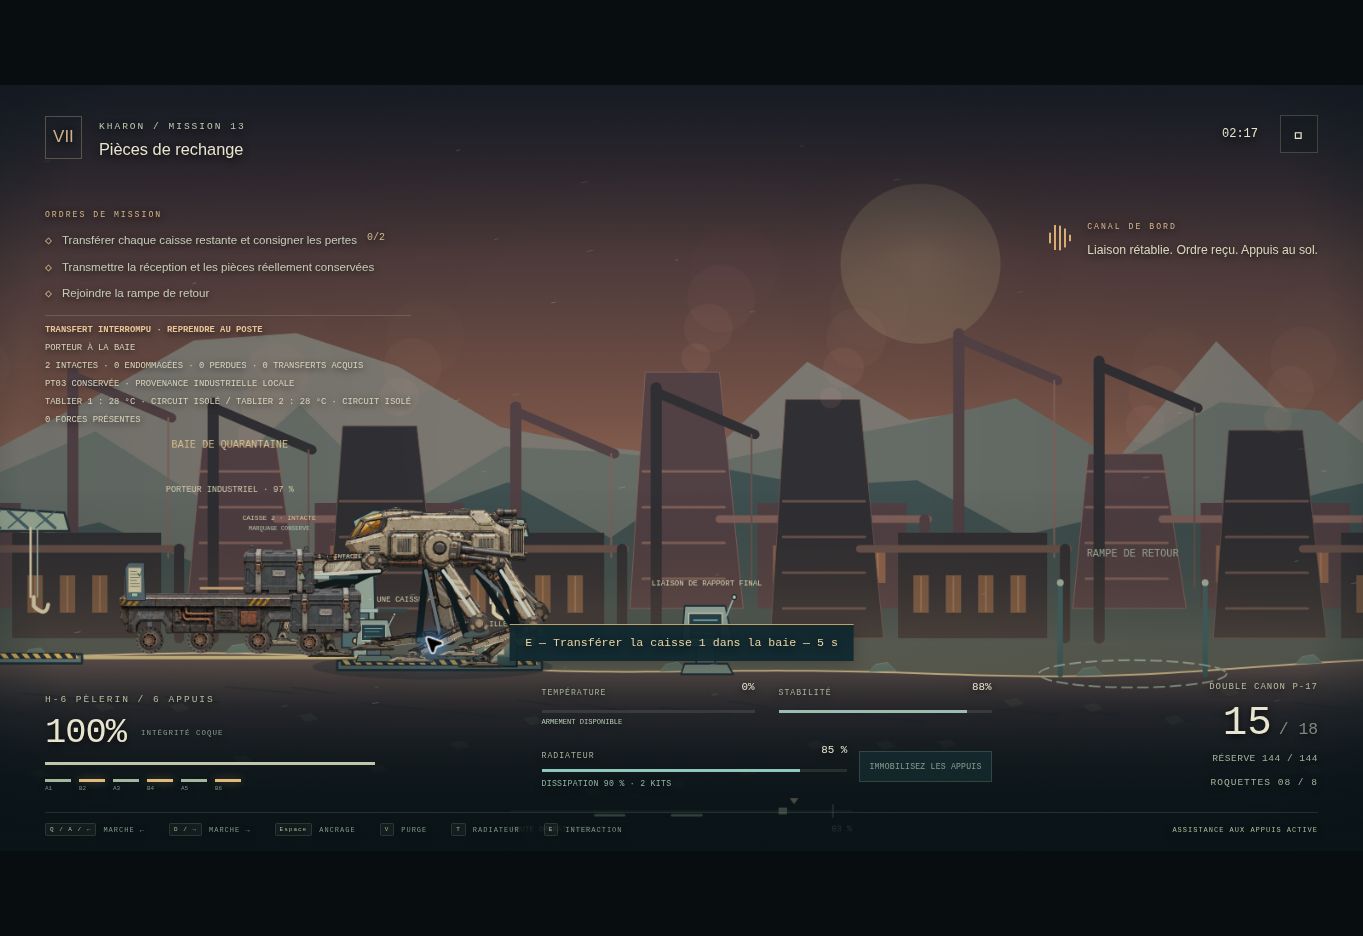 VII
KHARON / MISSION 13
Pièces de rechange
02:17
ORDRES DE MISSION
Transférer chaque caisse restante et consigner les pertes 0/2
Transmettre la réception et les pièces réellement conservées
Rejoindre la rampe de retour
CANAL DE BORD
Liaison rétablie. Ordre reçu. Appuis au sol.
TRANSFERT INTERROMPU · REPRENDRE AU POSTE
PORTEUR À LA BAIE
2 INTACTES · 0 ENDOMMAGÉES · 0 PERDUES · 0 TRANSFERTS ACQUIS
PT03 CONSERVÉE · PROVENANCE INDUSTRIELLE LOCALE
TABLIER 1 : 28 °C · CIRCUIT ISOLÉ / TABLIER 2 : 28 °C · CIRCUIT ISOLÉ
0 FORCES PRÉSENTES
BAIE DE QUARANTAINE
PORTEUR INDUSTRIEL · 97 %
CAISSE 2 · INTACTE
MARQUAGE CONSERVÉ
1 · INTACTE
RAMPE DE RETOUR
LIAISON DE RAPPORT FINAL
UNE CAISS
E — Transférer la caisse 1 dans la baie — 5 s
H-6 PÈLERIN / 6 APPUIS
100% INTÉGRITÉ COQUE
A1 B2 A3 B4 A5 B6
TEMPÉRATURE 0%
ARMEMENT DISPONIBLE
STABILITÉ 88%
RADIATEUR 85 %
DISSIPATION 90 % · 2 KITS
IMMOBILISEZ LES APPUIS
DOUBLE CANON P-17
15 / 18
RÉSERVE 144 / 144
ROQUETTES 08 / 8
Q / A / ← MARCHE ← D / → MARCHE → Espace ANCRAGE V PURGE T RADIATEUR E INTERACTION
93 %
ASSISTANCE AUX APPUIS ACTIVE